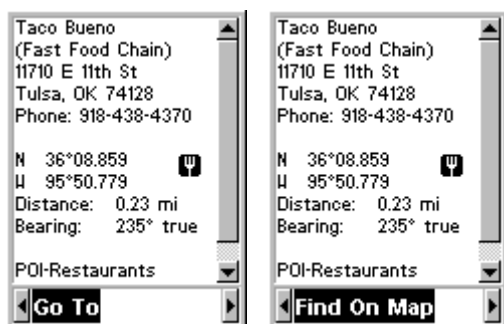 Taco Bueno
(Fast Food Chain)
11710 E 11th St
Tulsa, OK 74128
Phone: 918-438-4370
N 36°08.859
W 95°50.779
Distance: 0.23 mi
Bearing: 235° true
POI-Restaurants
Go To
Taco Bueno
(Fast Food Chain)
11710 E 11th St
Tulsa, OK 74128
Phone: 918-438-4370
N 36°08.859
W 95°50.779
Distance: 0.23 mi
Bearing: 235° true
POI-Restaurants
Find On Map